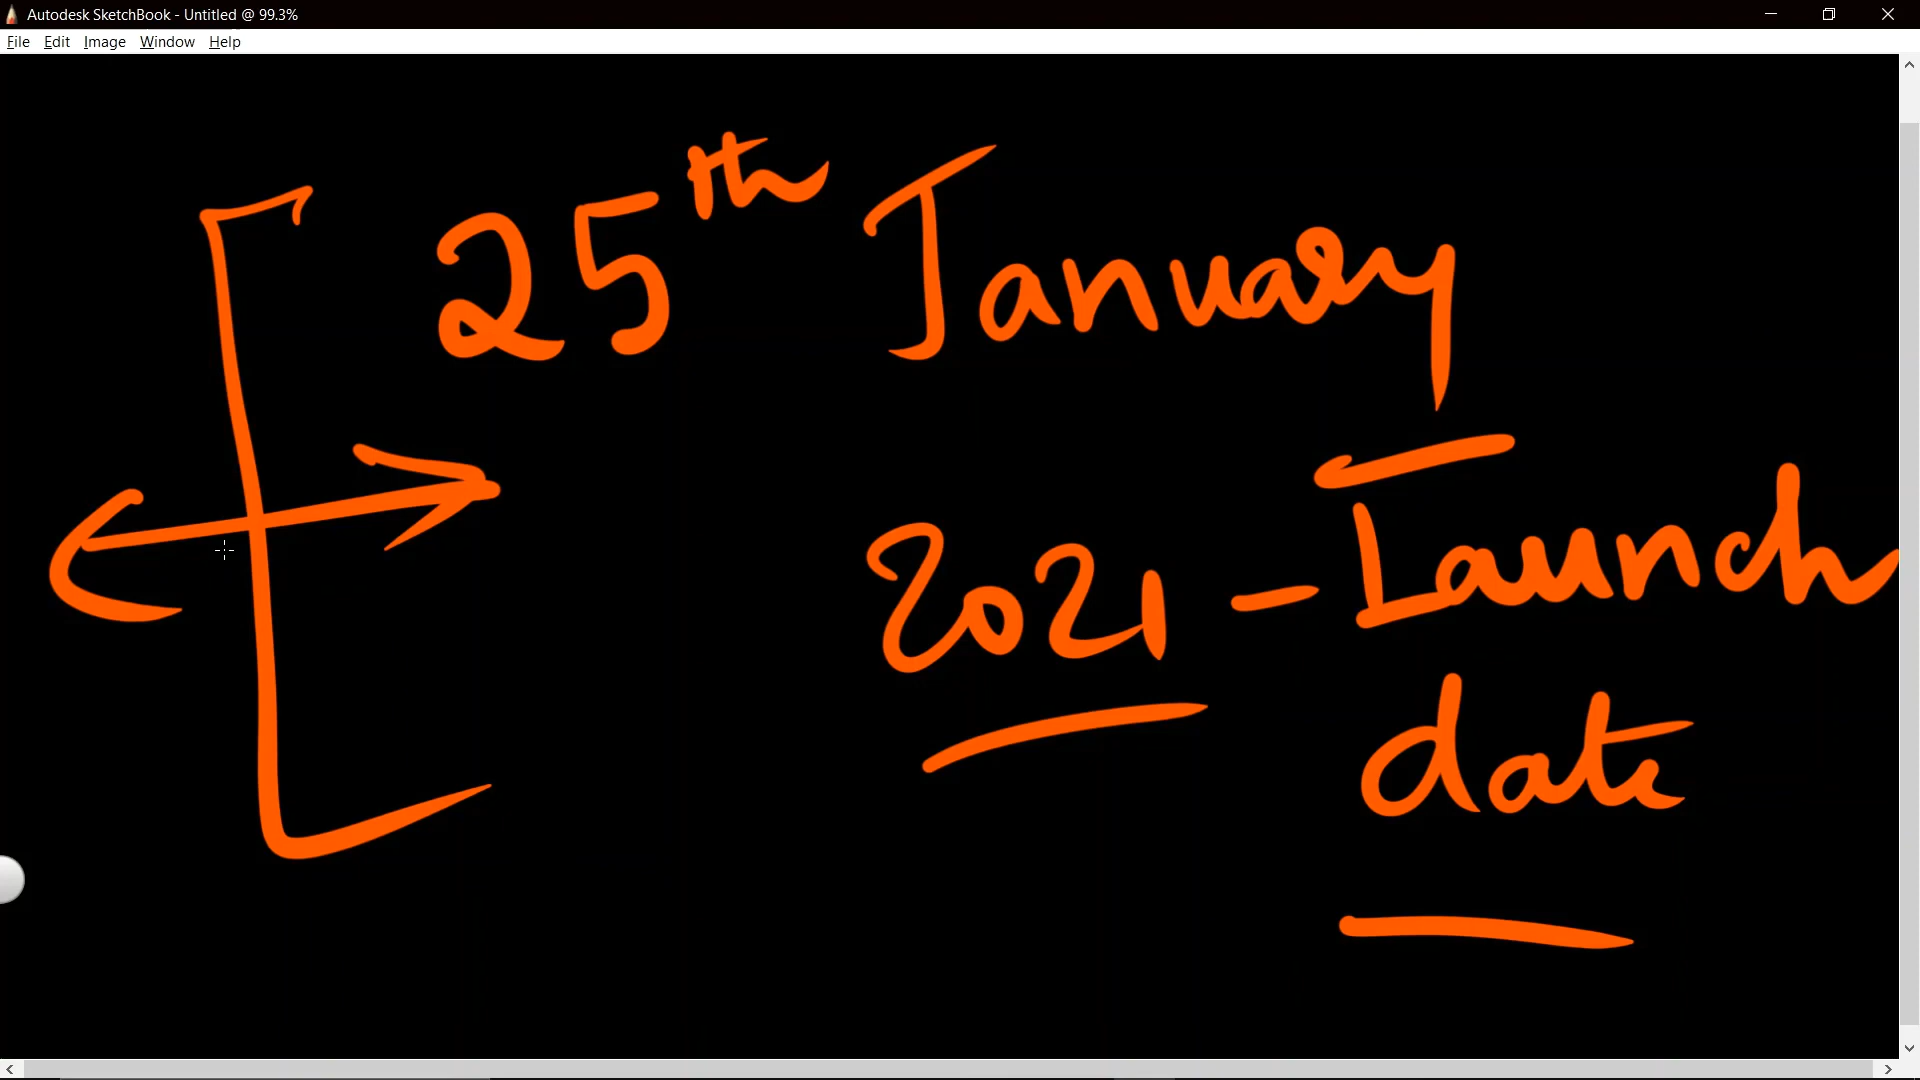 Autodesk SketchBook - Untitled @ 99.3%
File Edit Image Window Help
25th January
2021 - Launch
date